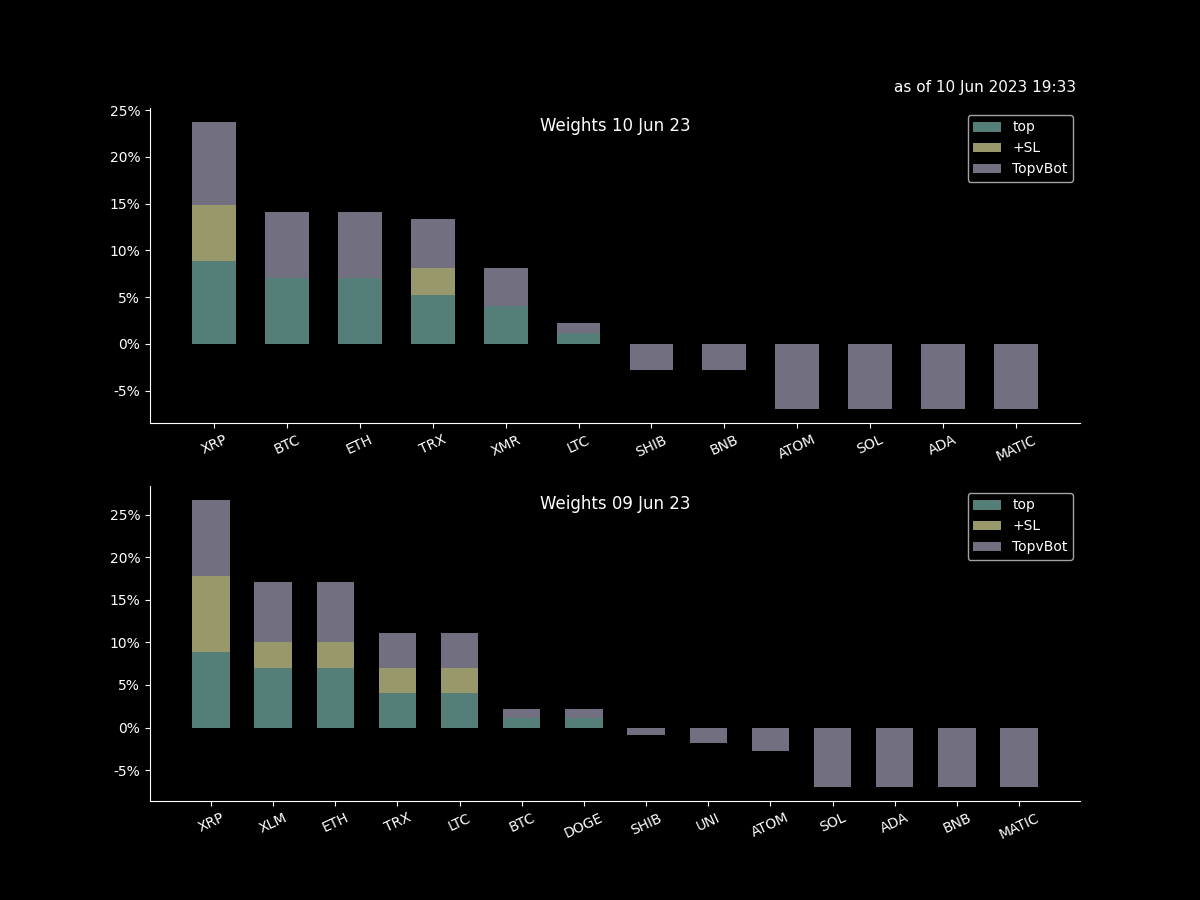 as of 10 Jun 2023 19:33
Weights 10 Jun 23
25%
20%
15%
10%
5%
0%
-5%
top
+SL
TopvBot
XRP BTC ETH TRX XMR LTC SHIB BNB ATOM SOL ADA MATIC
Weights 09 Jun 23
25%
20%
15%
10%
5%
0%
-5%
top
+SL
TopvBot
XRP XLM ETH TRX LTC BTC DOGE SHIB UNI ATOM SOL ADA BNB MATIC